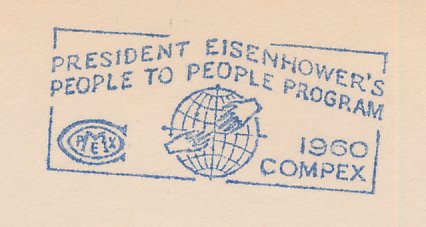 PRESIDENT EISENHOWER'S
PEOPLE TO PEOPLE PROGRAM
1960
COMPEX